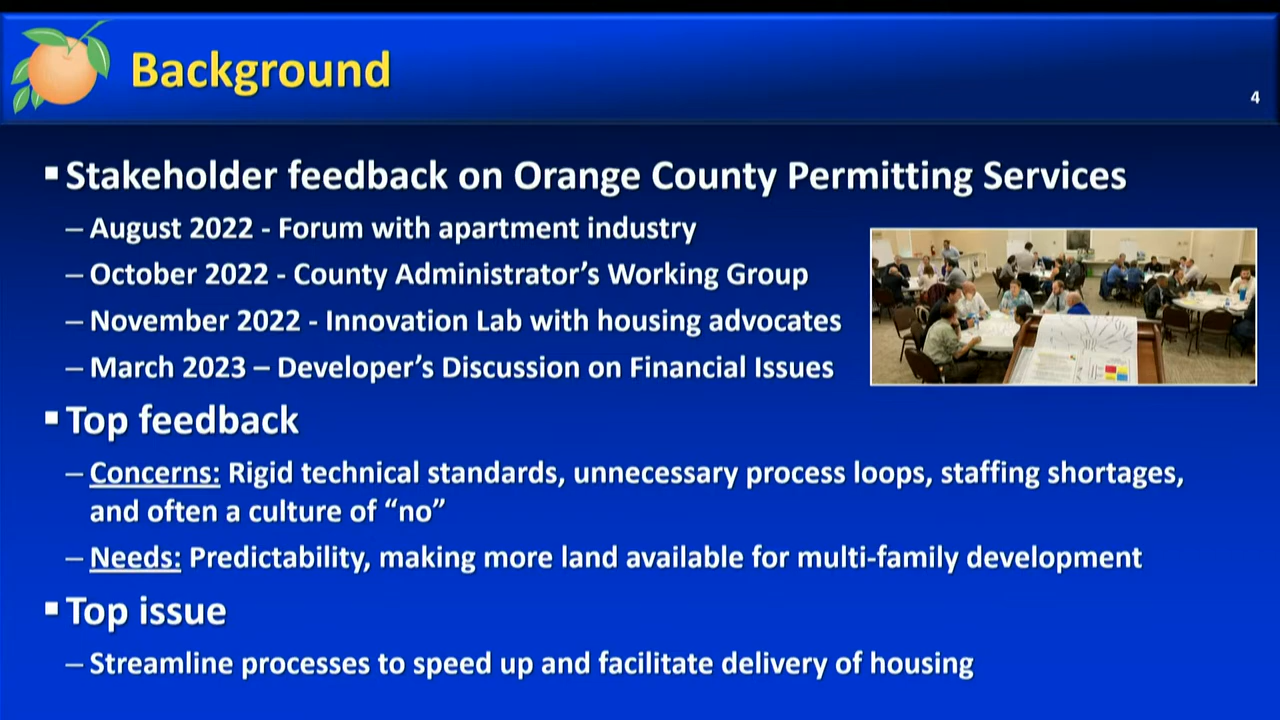 Background
4
▪ Stakeholder feedback on Orange County Permitting Services
– August 2022 - Forum with apartment industry
– October 2022 - County Administrator’s Working Group
– November 2022 - Innovation Lab with housing advocates
– March 2023 – Developer’s Discussion on Financial Issues
▪ Top feedback
– Concerns: Rigid technical standards, unnecessary process loops, staffing shortages,
and often a culture of “no”
– Needs: Predictability, making more land available for multi-family development
▪ Top issue
– Streamline processes to speed up and facilitate delivery of housing